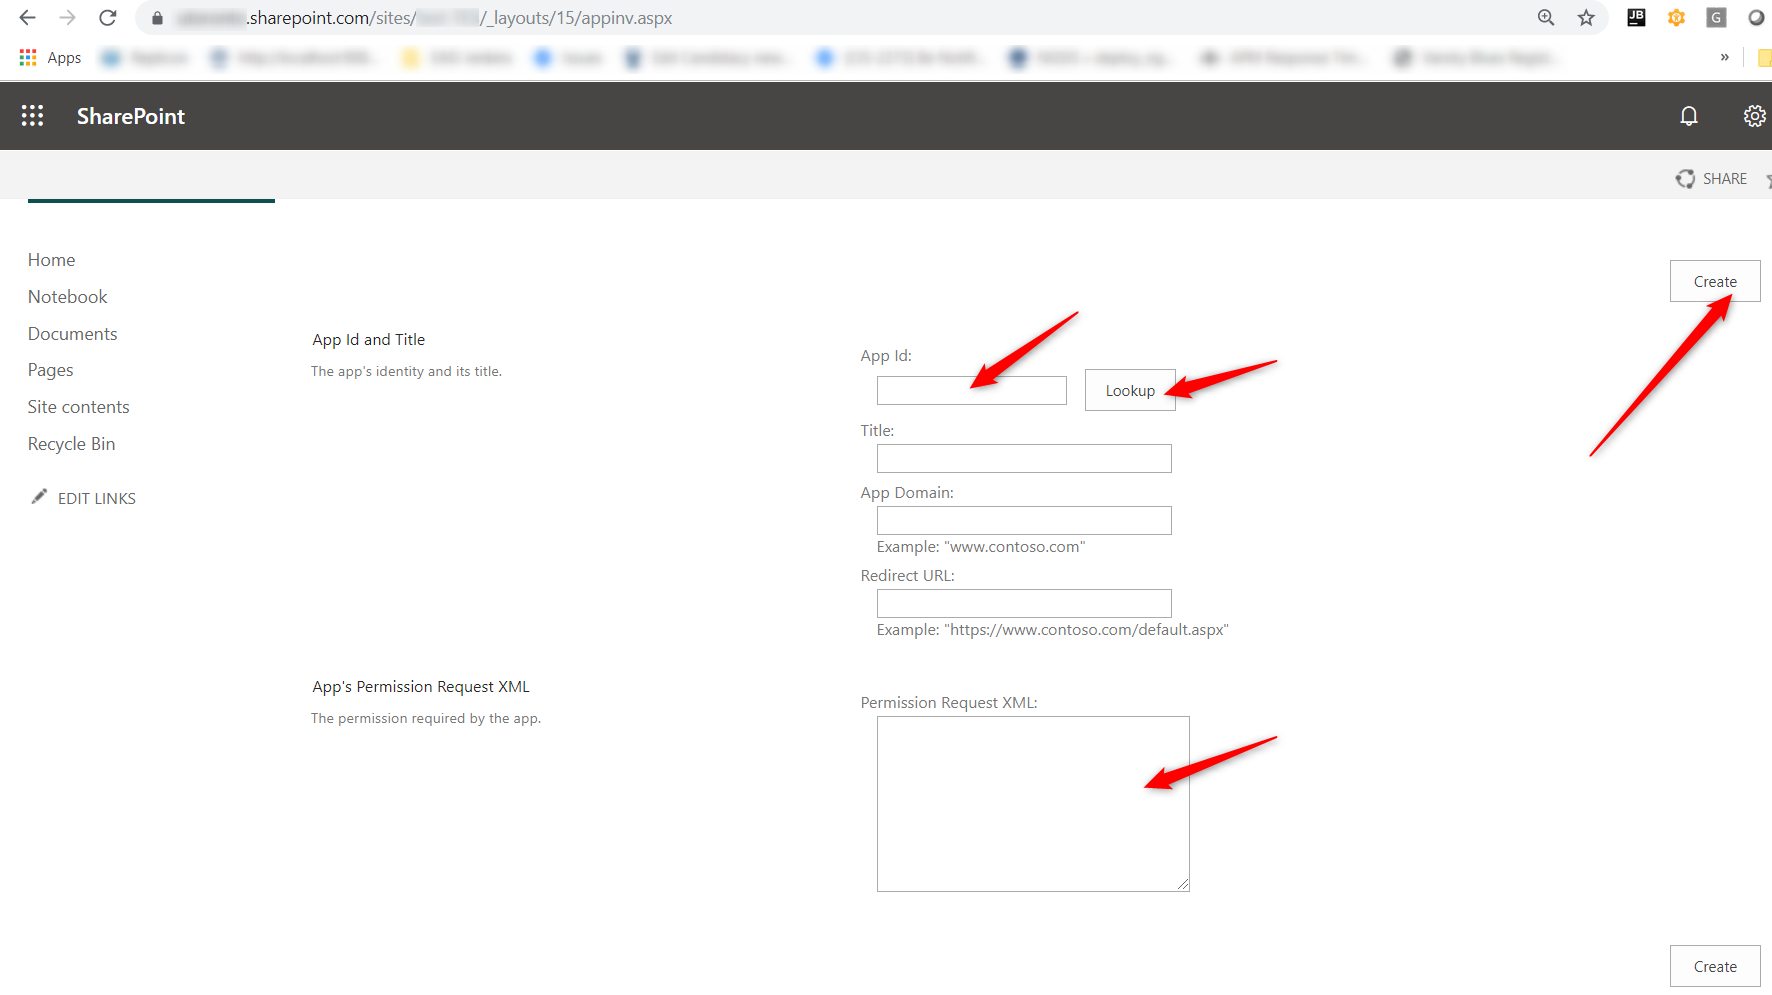 .sharepoint.com/sites/
/_layouts/15/appinv.aspx
JB
G
Apps
»
SharePoint
SHARE
Home
Notebook
Documents
Pages
Site contents
Recycle Bin
EDIT LINKS
Create
App Id and Title
The app's identity and its title.
App Id:
Lookup
Title:
App Domain:
Example: "www.contoso.com"
Redirect URL:
Example: "https://www.contoso.com/default.aspx"
App's Permission Request XML
The permission required by the app.
Permission Request XML:
Create